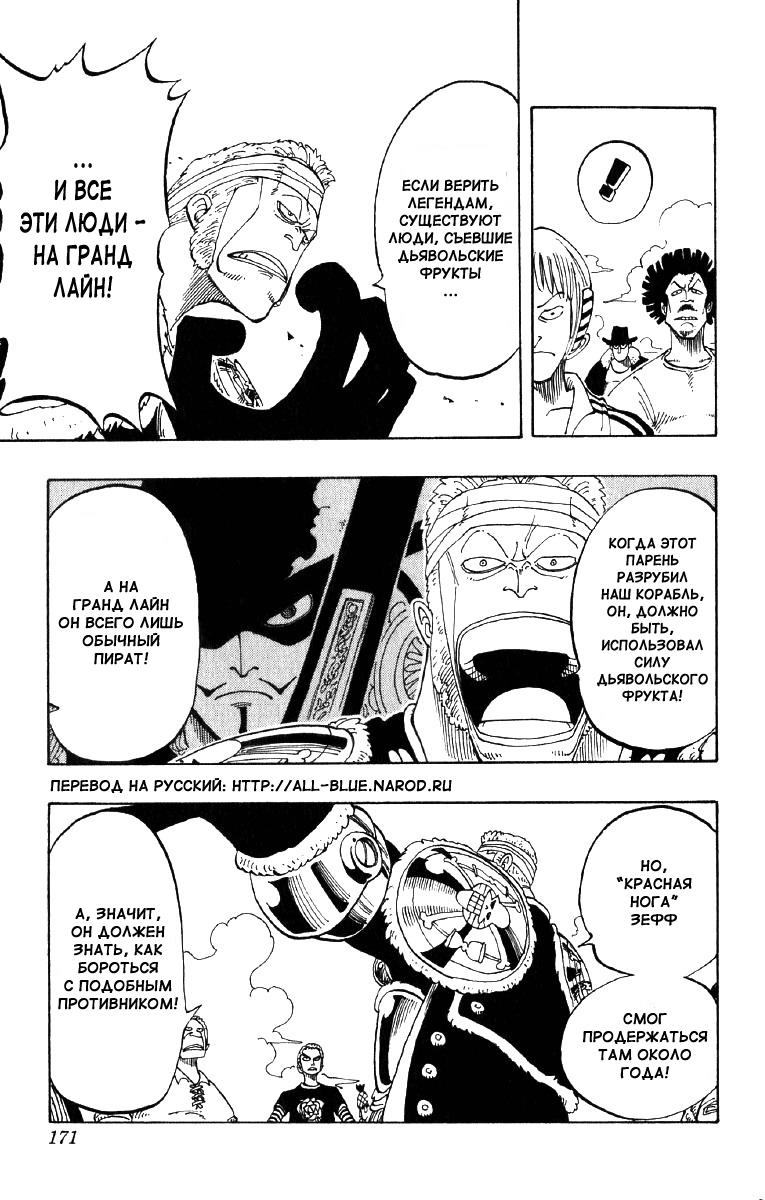 !
ЕСЛИ ВЕРИТЬ
ЛЕГЕНДАМ,
СУЩЕСТВУЮТ
ЛЮДИ, СЪЕВШИЕ
ДЬЯВОЛЬСКИЕ
ФРУКТЫ
...
...
И ВСЕ
ЭТИ ЛЮДИ -
НА ГРАНД
ЛАЙН!
КОГДА ЭТОТ
ПАРЕНЬ
РАЗРУБИЛ
НАШ КОРАБЛЬ,
ОН, ДОЛЖНО
БЫТЬ,
ИСПОЛЬЗОВАЛ
СИЛУ
ДЬЯВОЛЬСКОГО
ФРУКТА!
А НА
ГРАНД ЛАЙН
ОН ВСЕГО ЛИШЬ
ОБЫЧНЫЙ
ПИРАТ!
ПЕРЕВОД НА РУССКИЙ: HTTP://ALL-BLUE.NAROD.RU
НО,
"КРАСНАЯ
НОГА"
ЗЕФФ
СМОГ
ПРОДЕРЖАТЬСЯ
ТАМ ОКОЛО
ГОДА!
А, ЗНАЧИТ,
ОН ДОЛЖЕН
ЗНАТЬ, КАК
БОРОТЬСЯ
С ПОДОБНЫМ
ПРОТИВНИКОМ!
171